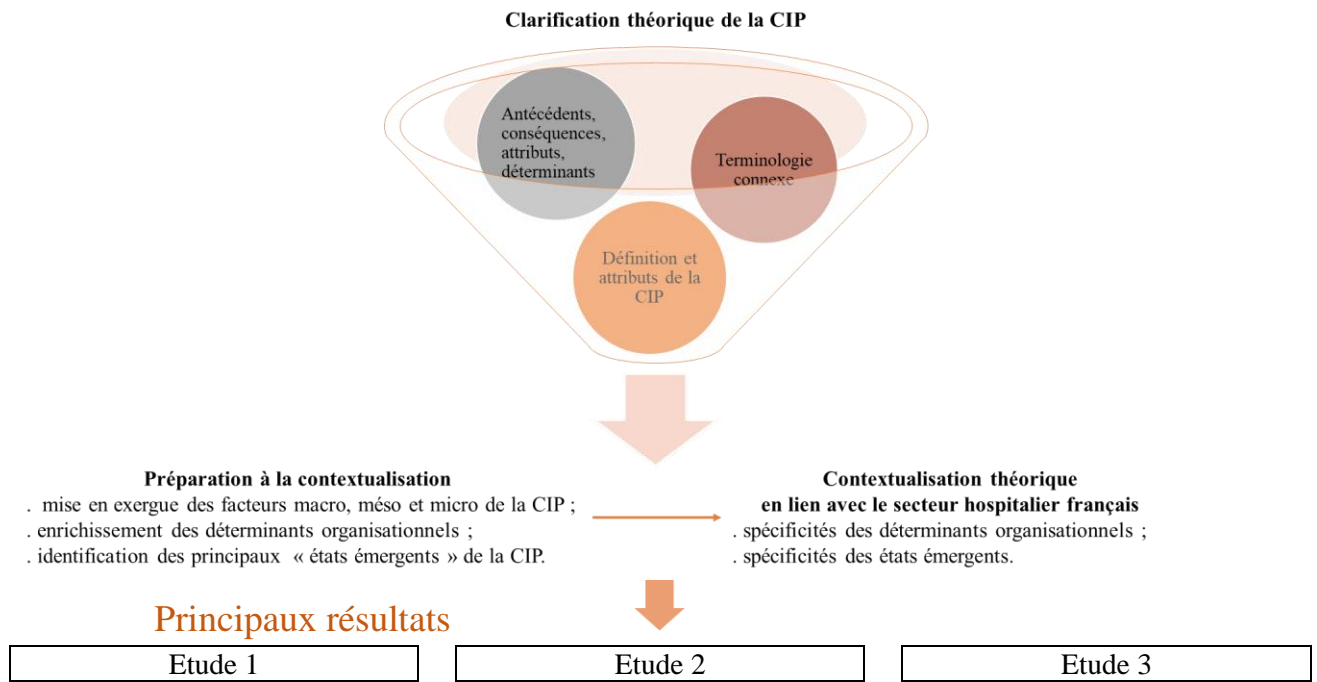 Clarification théorique de la CIP
Antécédents,
conséquences,
attributs,
déterminants
Terminologie
connexe
Définition et
attributs de la
CIP
Préparation à la contextualisation
. mise en exergue des facteurs macro, méso et micro de la CIP ;
. enrichissement des déterminants organisationnels ;
. identification des principaux « états émergents » de la CIP.
Contextualisation théorique
en lien avec le secteur hospitalier français
. spécificités des déterminants organisationnels ;
. spécificités des états émergents.
Principaux résultats
Etude 1
Etude 2
Etude 3